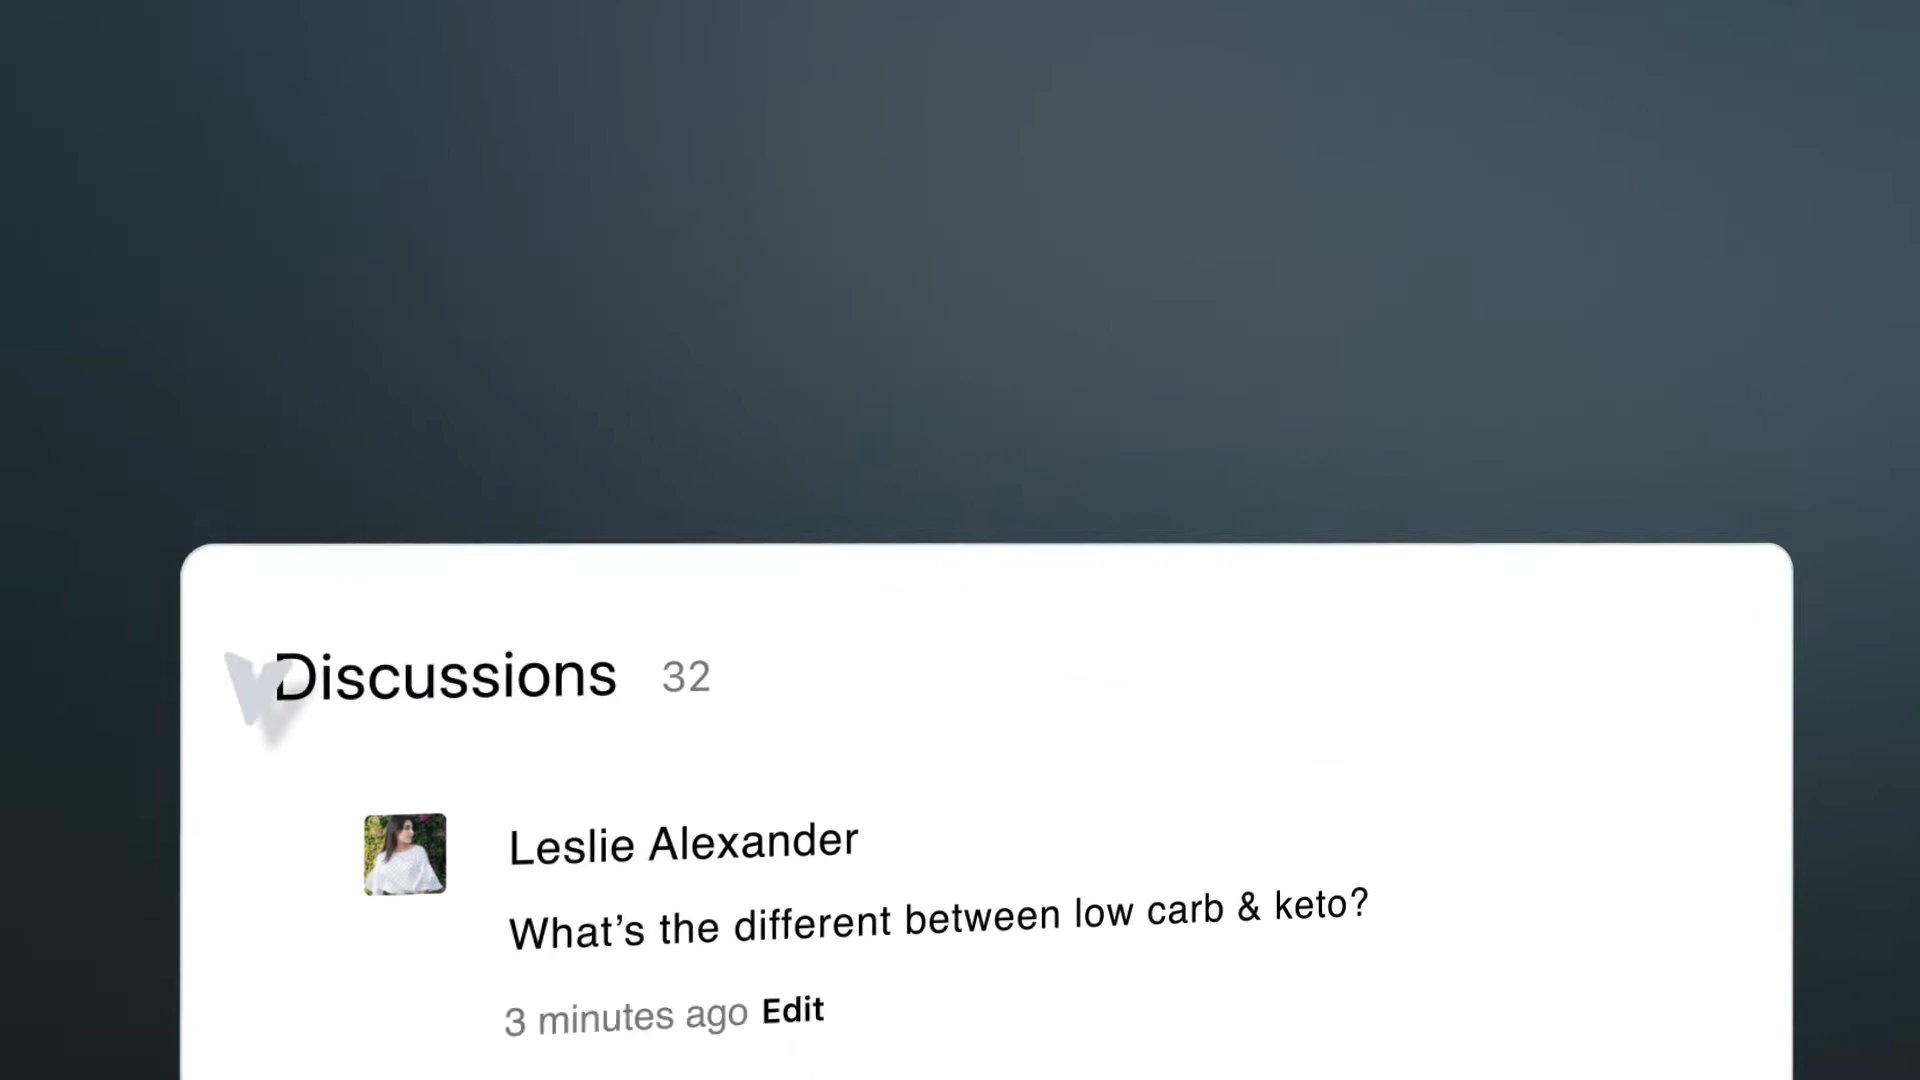 Discussions 32
Leslie Alexander
What’s the different between low carb & keto?
3 minutes ago Edit